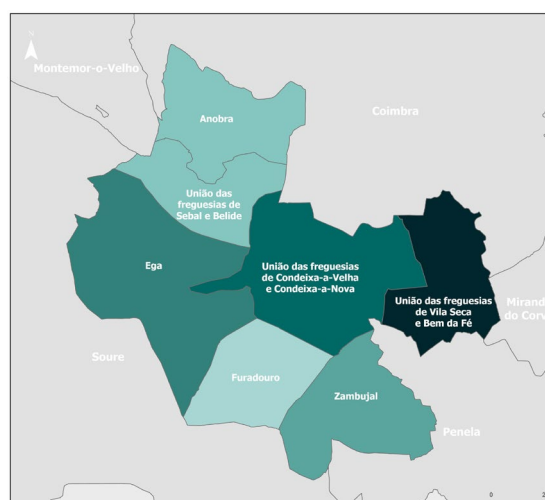 N
Montemor-o-Velho
Coimbra
Anobra
União das
freguesias de
Sebal e Belide
Ega
União das freguesias
de Condeixa-a-Velha
e Condeixa-a-Nova
União das freguesias
de Vila Seca
e Bem da Fé
Soure
Furadouro
Zambujal
Penela
0